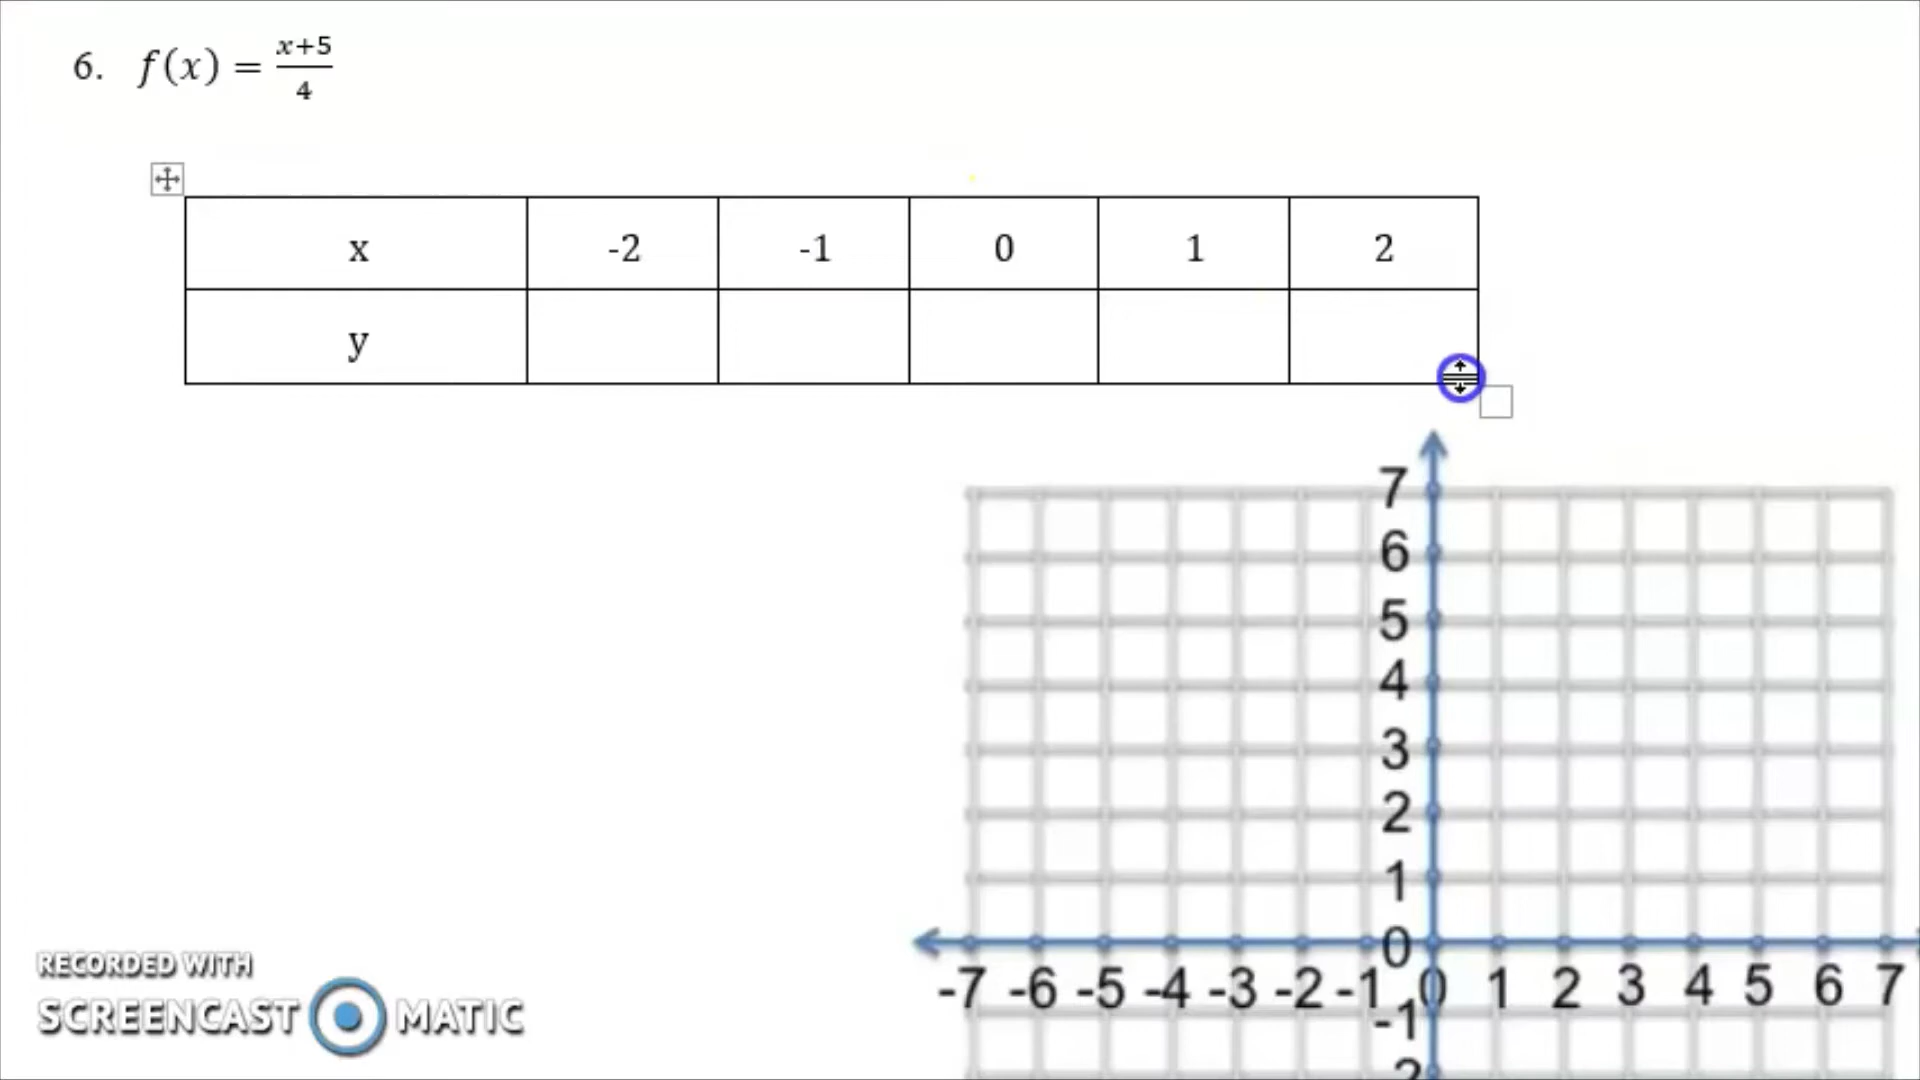 6. f(x) = x+5/4
x -2 -1 0 1 2
y
7
6
5
4
3
2
1
0
-7 -6 -5 -4 -3 -2 -1 0 1 2 3 4 5 6 7
-1
RECORDED WITH
SCREENCAST MATIC